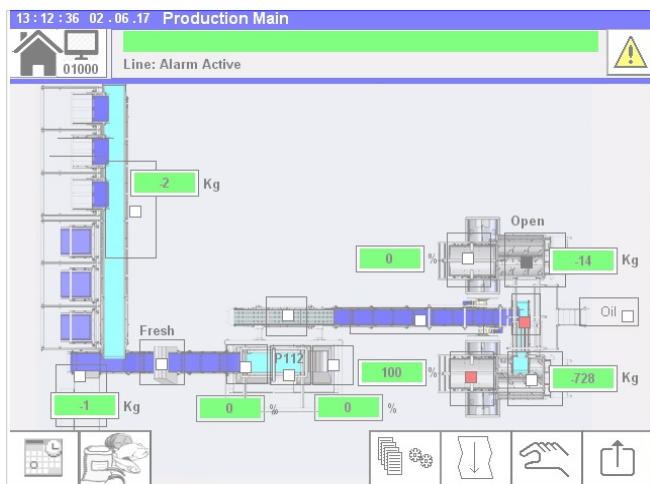 13:12:36 02.06.17 Production Main
01000
Line: Alarm Active
-2 Kg
Open
0 %
-14 Kg
Oil
Fresh
P112
100 %
-728 Kg
-1 Kg
0 %
0 %